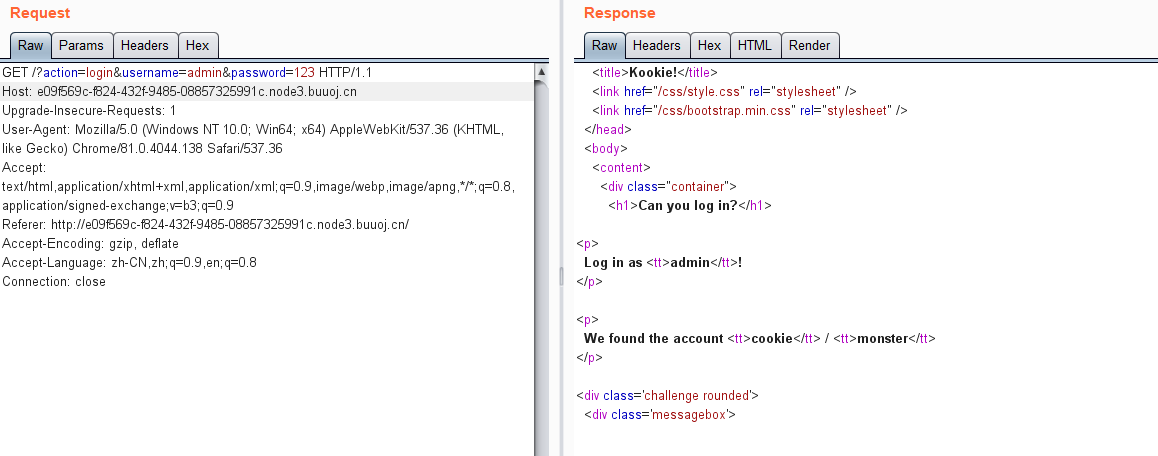 Request
Raw Params Headers Hex
GET /?action=login&username=admin&password=123 HTTP/1.1
Host: e09f569c-f824-432f-9485-08857325991c.node3.buuoj.cn
Upgrade-Insecure-Requests: 1
User-Agent: Mozilla/5.0 (Windows NT 10.0; Win64; x64) AppleWebKit/537.36 (KHTML,
like Gecko) Chrome/81.0.4044.138 Safari/537.36
Accept:
text/html,application/xhtml+xml,application/xml;q=0.9,image/webp,image/apng,*/*;q=0.8,
application/signed-exchange;v=b3;q=0.9
Referer: http://e09f569c-f824-432f-9485-08857325991c.node3.buuoj.cn/
Accept-Encoding: gzip, deflate
Accept-Language: zh-CN,zh;q=0.9,en;q=0.8
Connection: close
Response
Raw Headers Hex HTML Render
<title>Kookie!</title>
<link href="/css/style.css" rel="stylesheet" />
<link href="/css/bootstrap.min.css" rel="stylesheet" />
</head>
<body>
<content>
<div class="container">
<h1>Can you log in?</h1>
<p>
Log in as <tt>admin</tt>!
</p>
<p>
We found the account <tt>cookie</tt> / <tt>monster</tt>
</p>
<div class='challenge rounded'>
<div class='messagebox'>